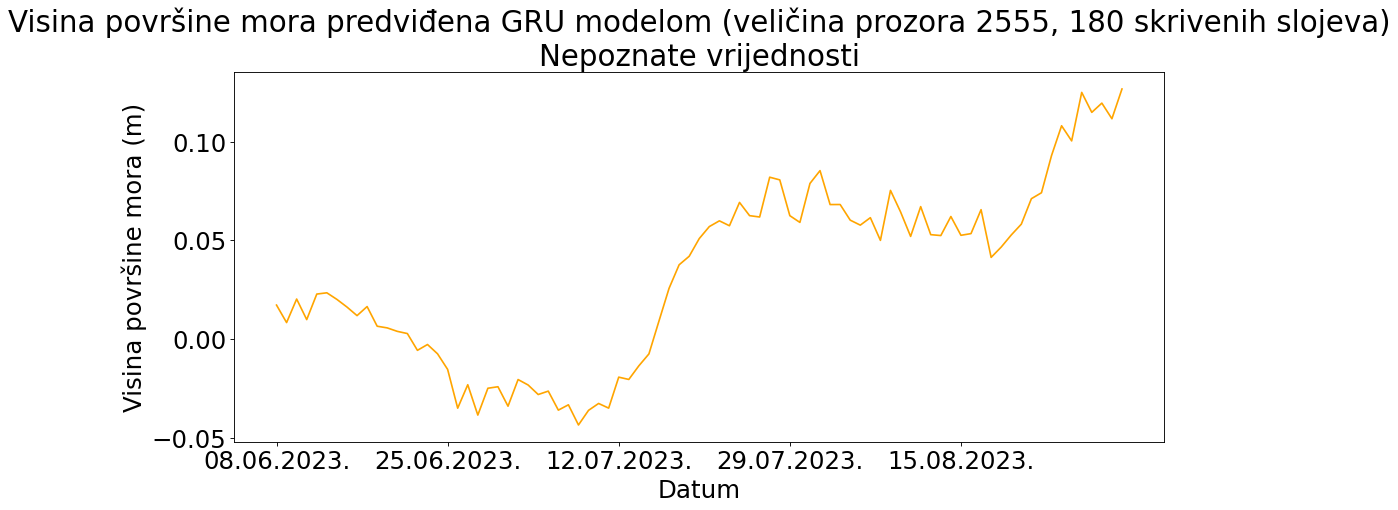 Visina površine mora predviđena GRU modelom (veličina prozora 2555, 180 skrivenih slojeva)
Nepoznate vrijednosti
Visina površine mora (m)
0.10
0.05
0.00
−0.05
08.06.2023. 25.06.2023. 12.07.2023. 29.07.2023. 15.08.2023.
Datum